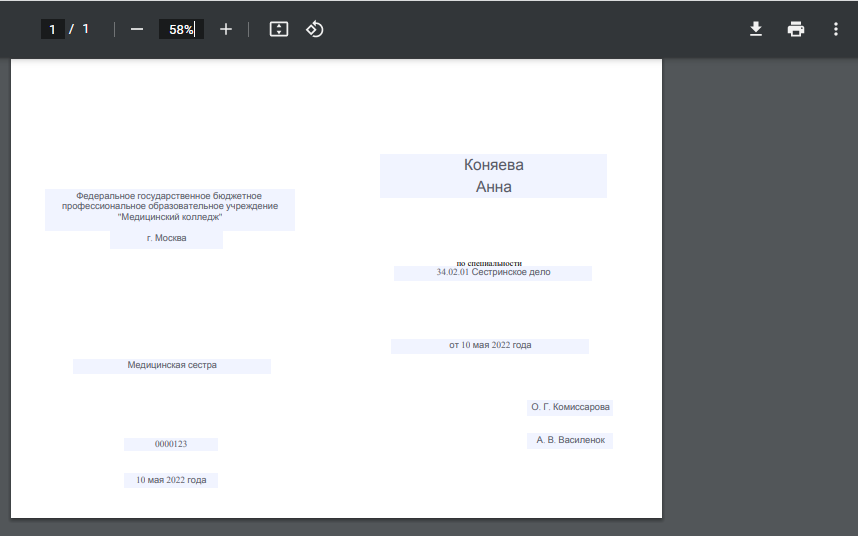 1 / 1
58%
Федеральное государственное бюджетное
профессиональное образовательное учреждение
"Медицинский колледж"
г. Москва
Медицинская сестра
0000123
10 мая 2022 года
Коняева
Анна
по специальности
34.02.01 Сестринское дело
от 10 мая 2022 года
О. Г. Комиссарова
А. В. Василенок